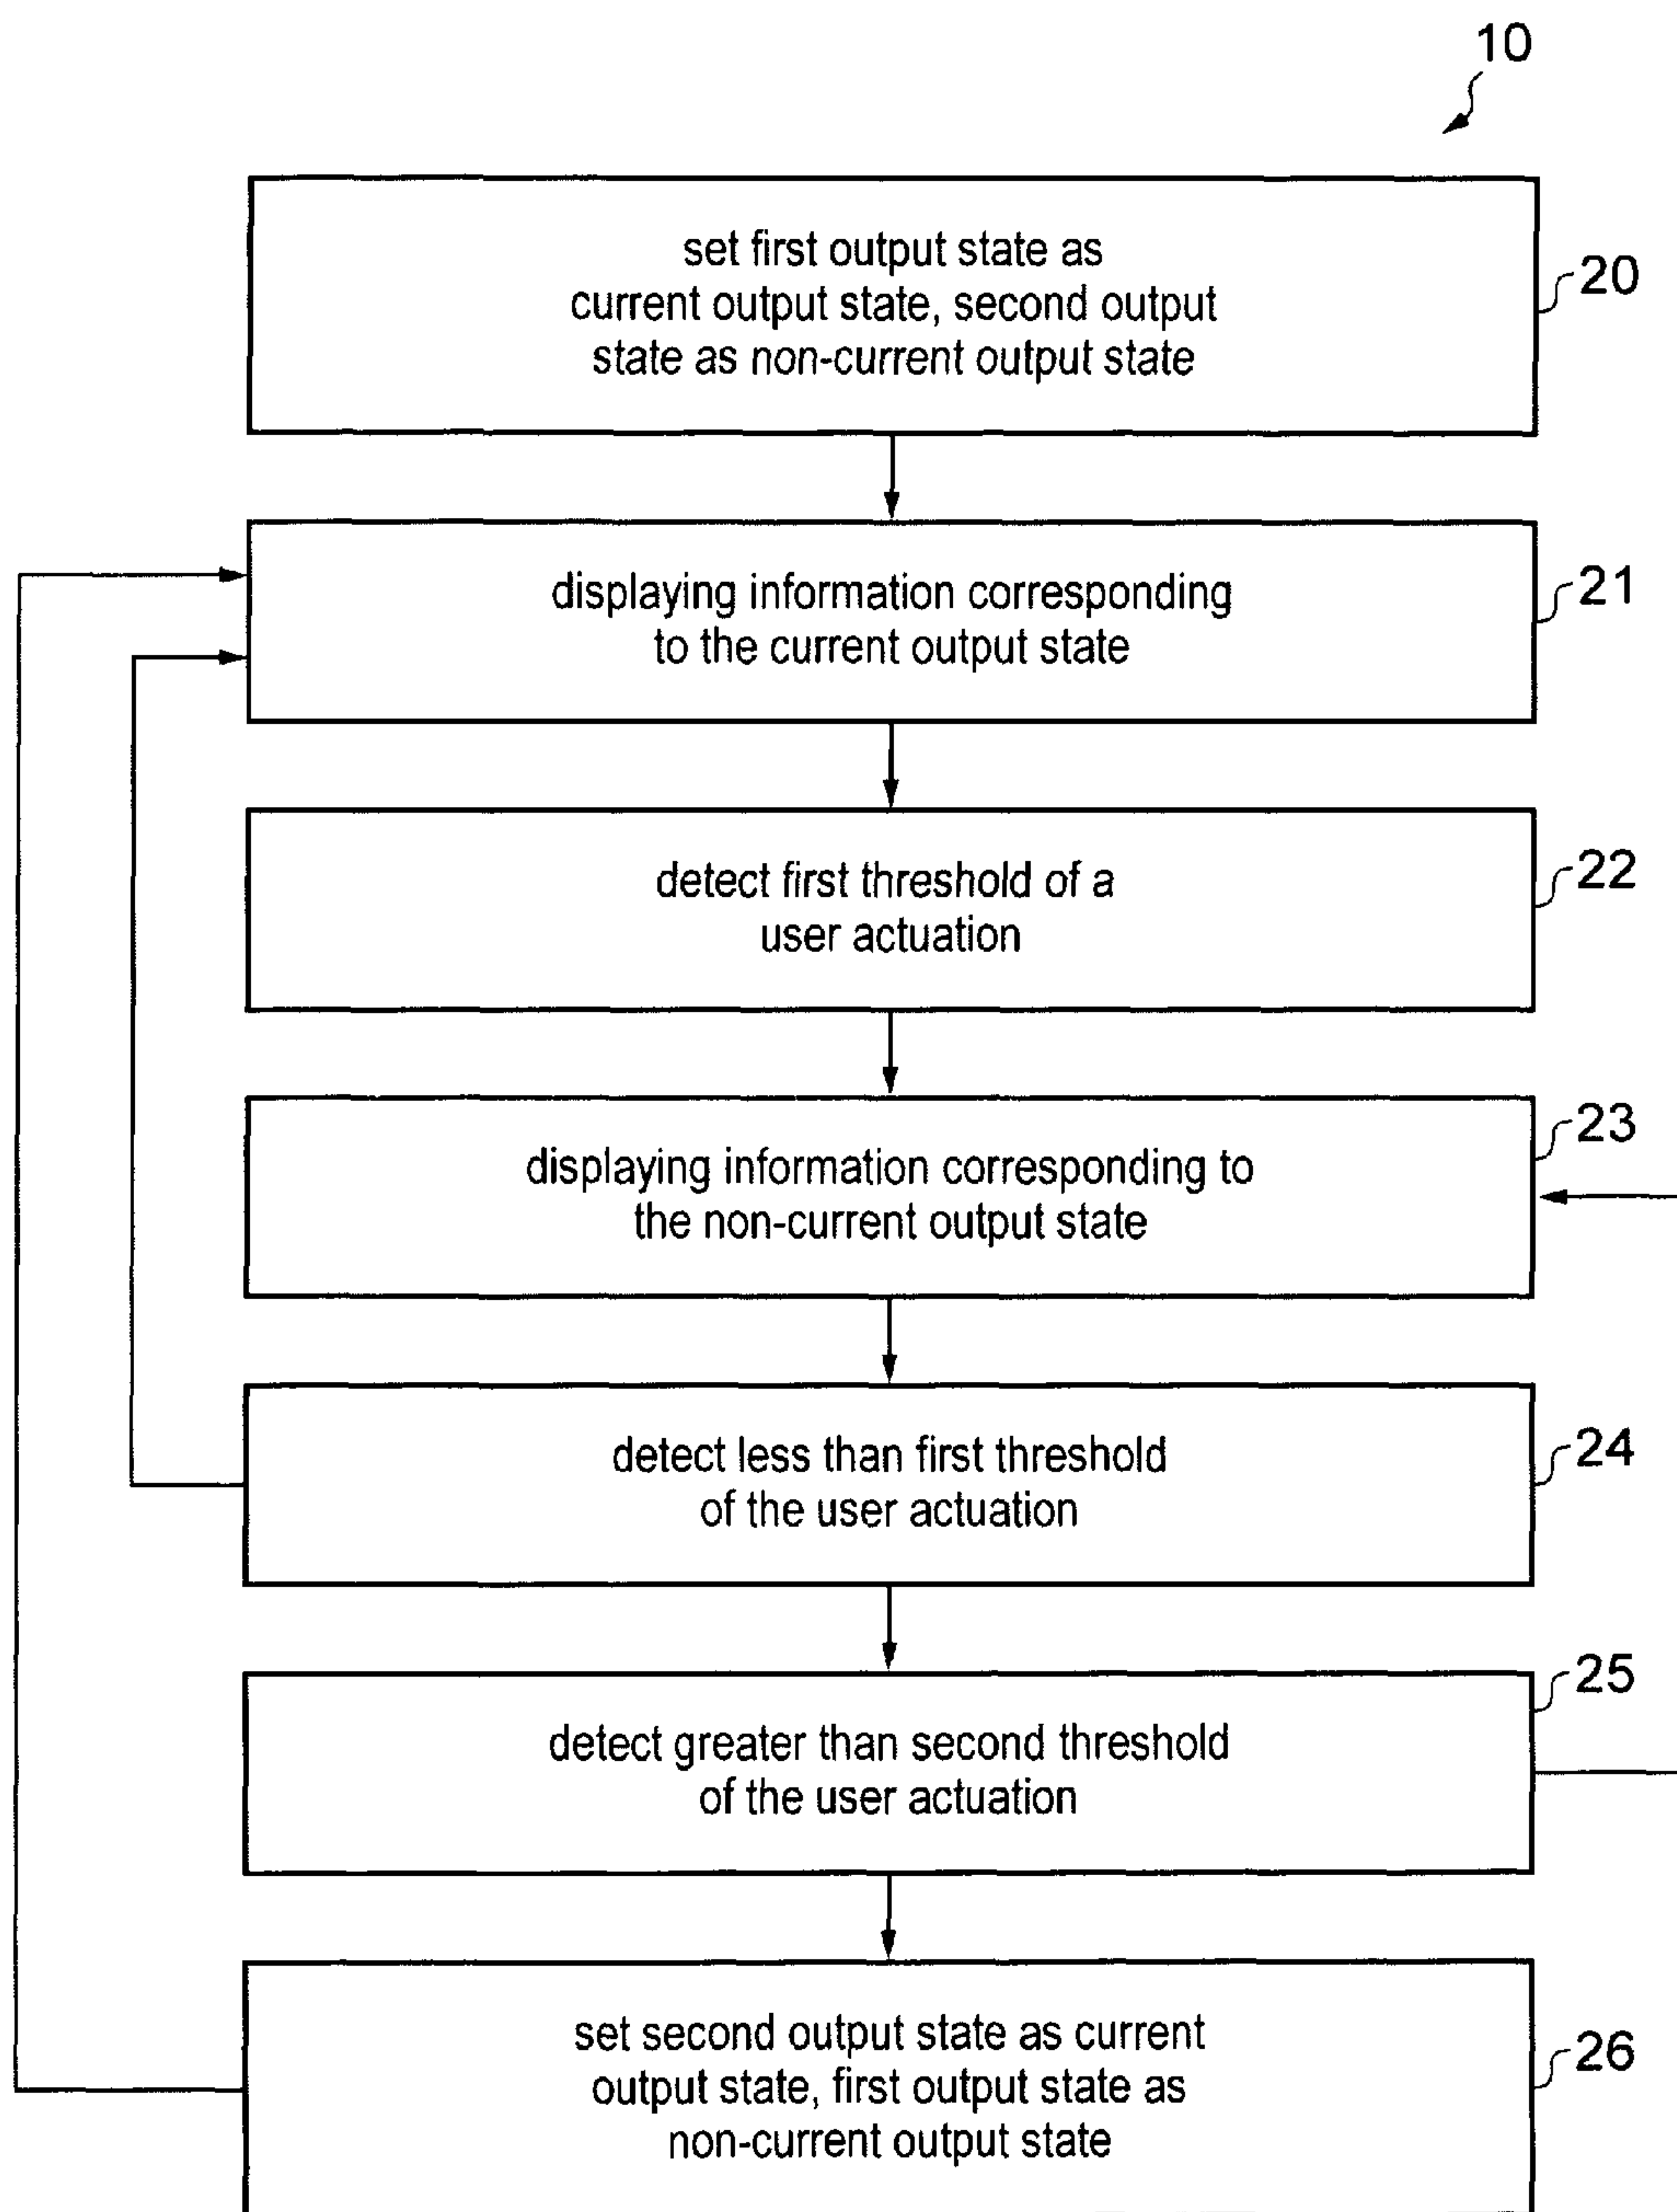 10
set first output state as
current output state, second output
state as non-current output state
20
displaying information corresponding
to the current output state
21
detect first threshold of a
user actuation
22
displaying information corresponding to
the non-current output state
23
detect less than first threshold
of the user actuation
24
detect greater than second threshold
of the user actuation
25
set second output state as current
output state, first output state as
non-current output state
26